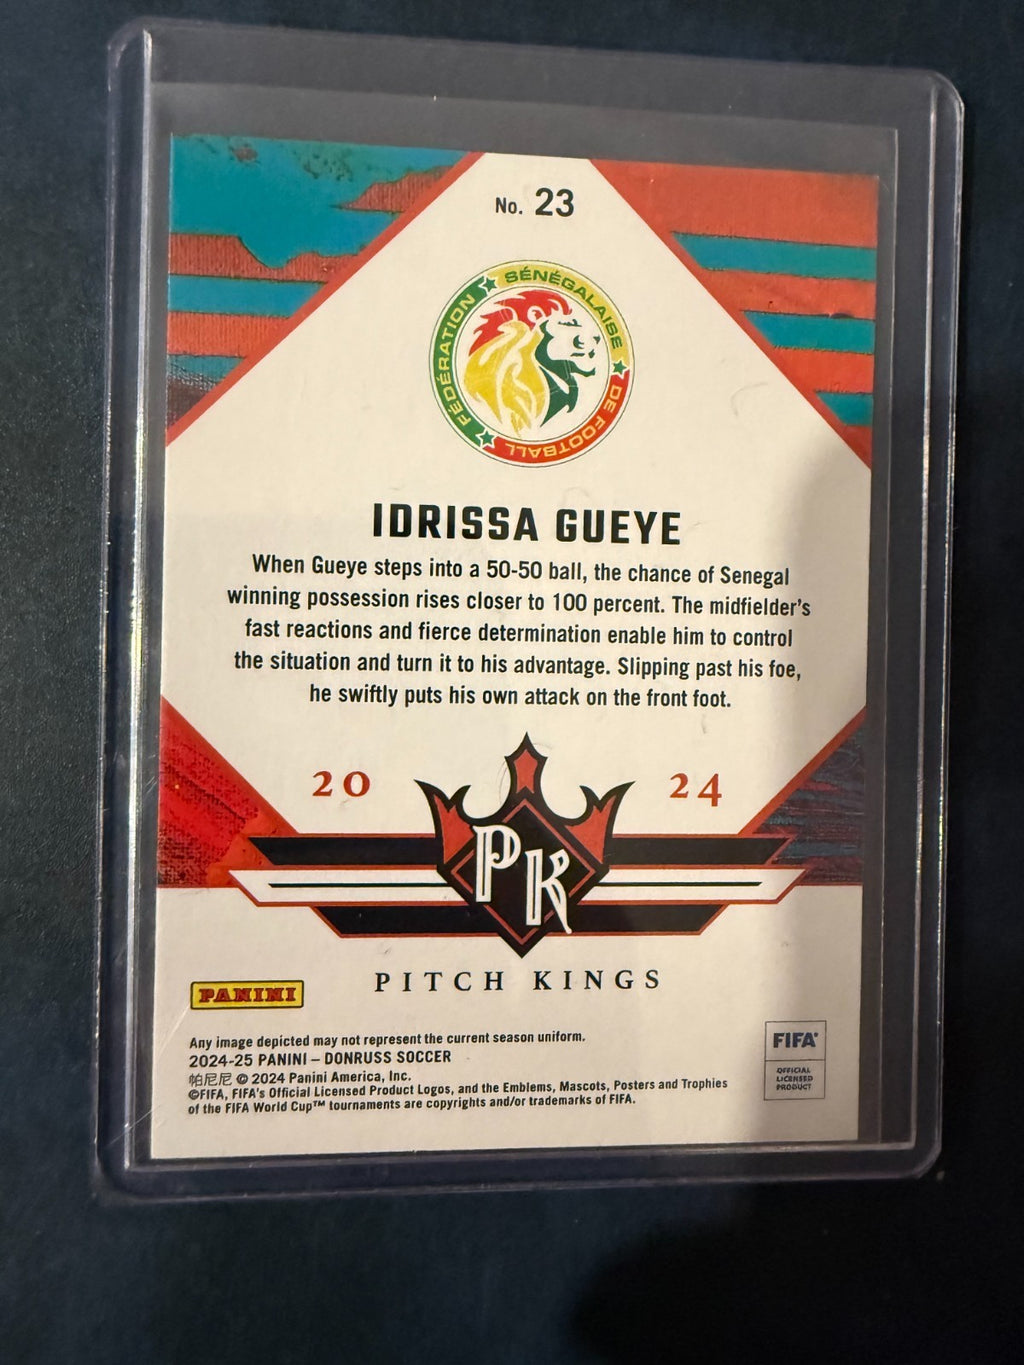 No. 23
FÉDÉRATION SÉNÉGALAISE DE FOOTBALL
IDRISSA GUEYE
When Gueye steps into a 50-50 ball, the chance of Senegal
winning possession rises closer to 100 percent. The midfielder's
fast reactions and fierce determination enable him to control
the situation and turn it to his advantage. Slipping past his foe,
he swiftly puts his own attack on the front foot.
20 24
PK
PITCH KINGS
PANINI
Any image depicted may not represent the current season uniform.
2024-25 PANINI – DONRUSS SOCCER
帕尼尼 © 2024 Panini America, Inc.
©FIFA, FIFA's Official Licensed Product Logos, and the Emblems, Mascots, Posters and Trophies
of the FIFA World Cup™ tournaments are copyrights and/or trademarks of FIFA.
FIFA®
OFFICIAL
LICENSED
PRODUCT